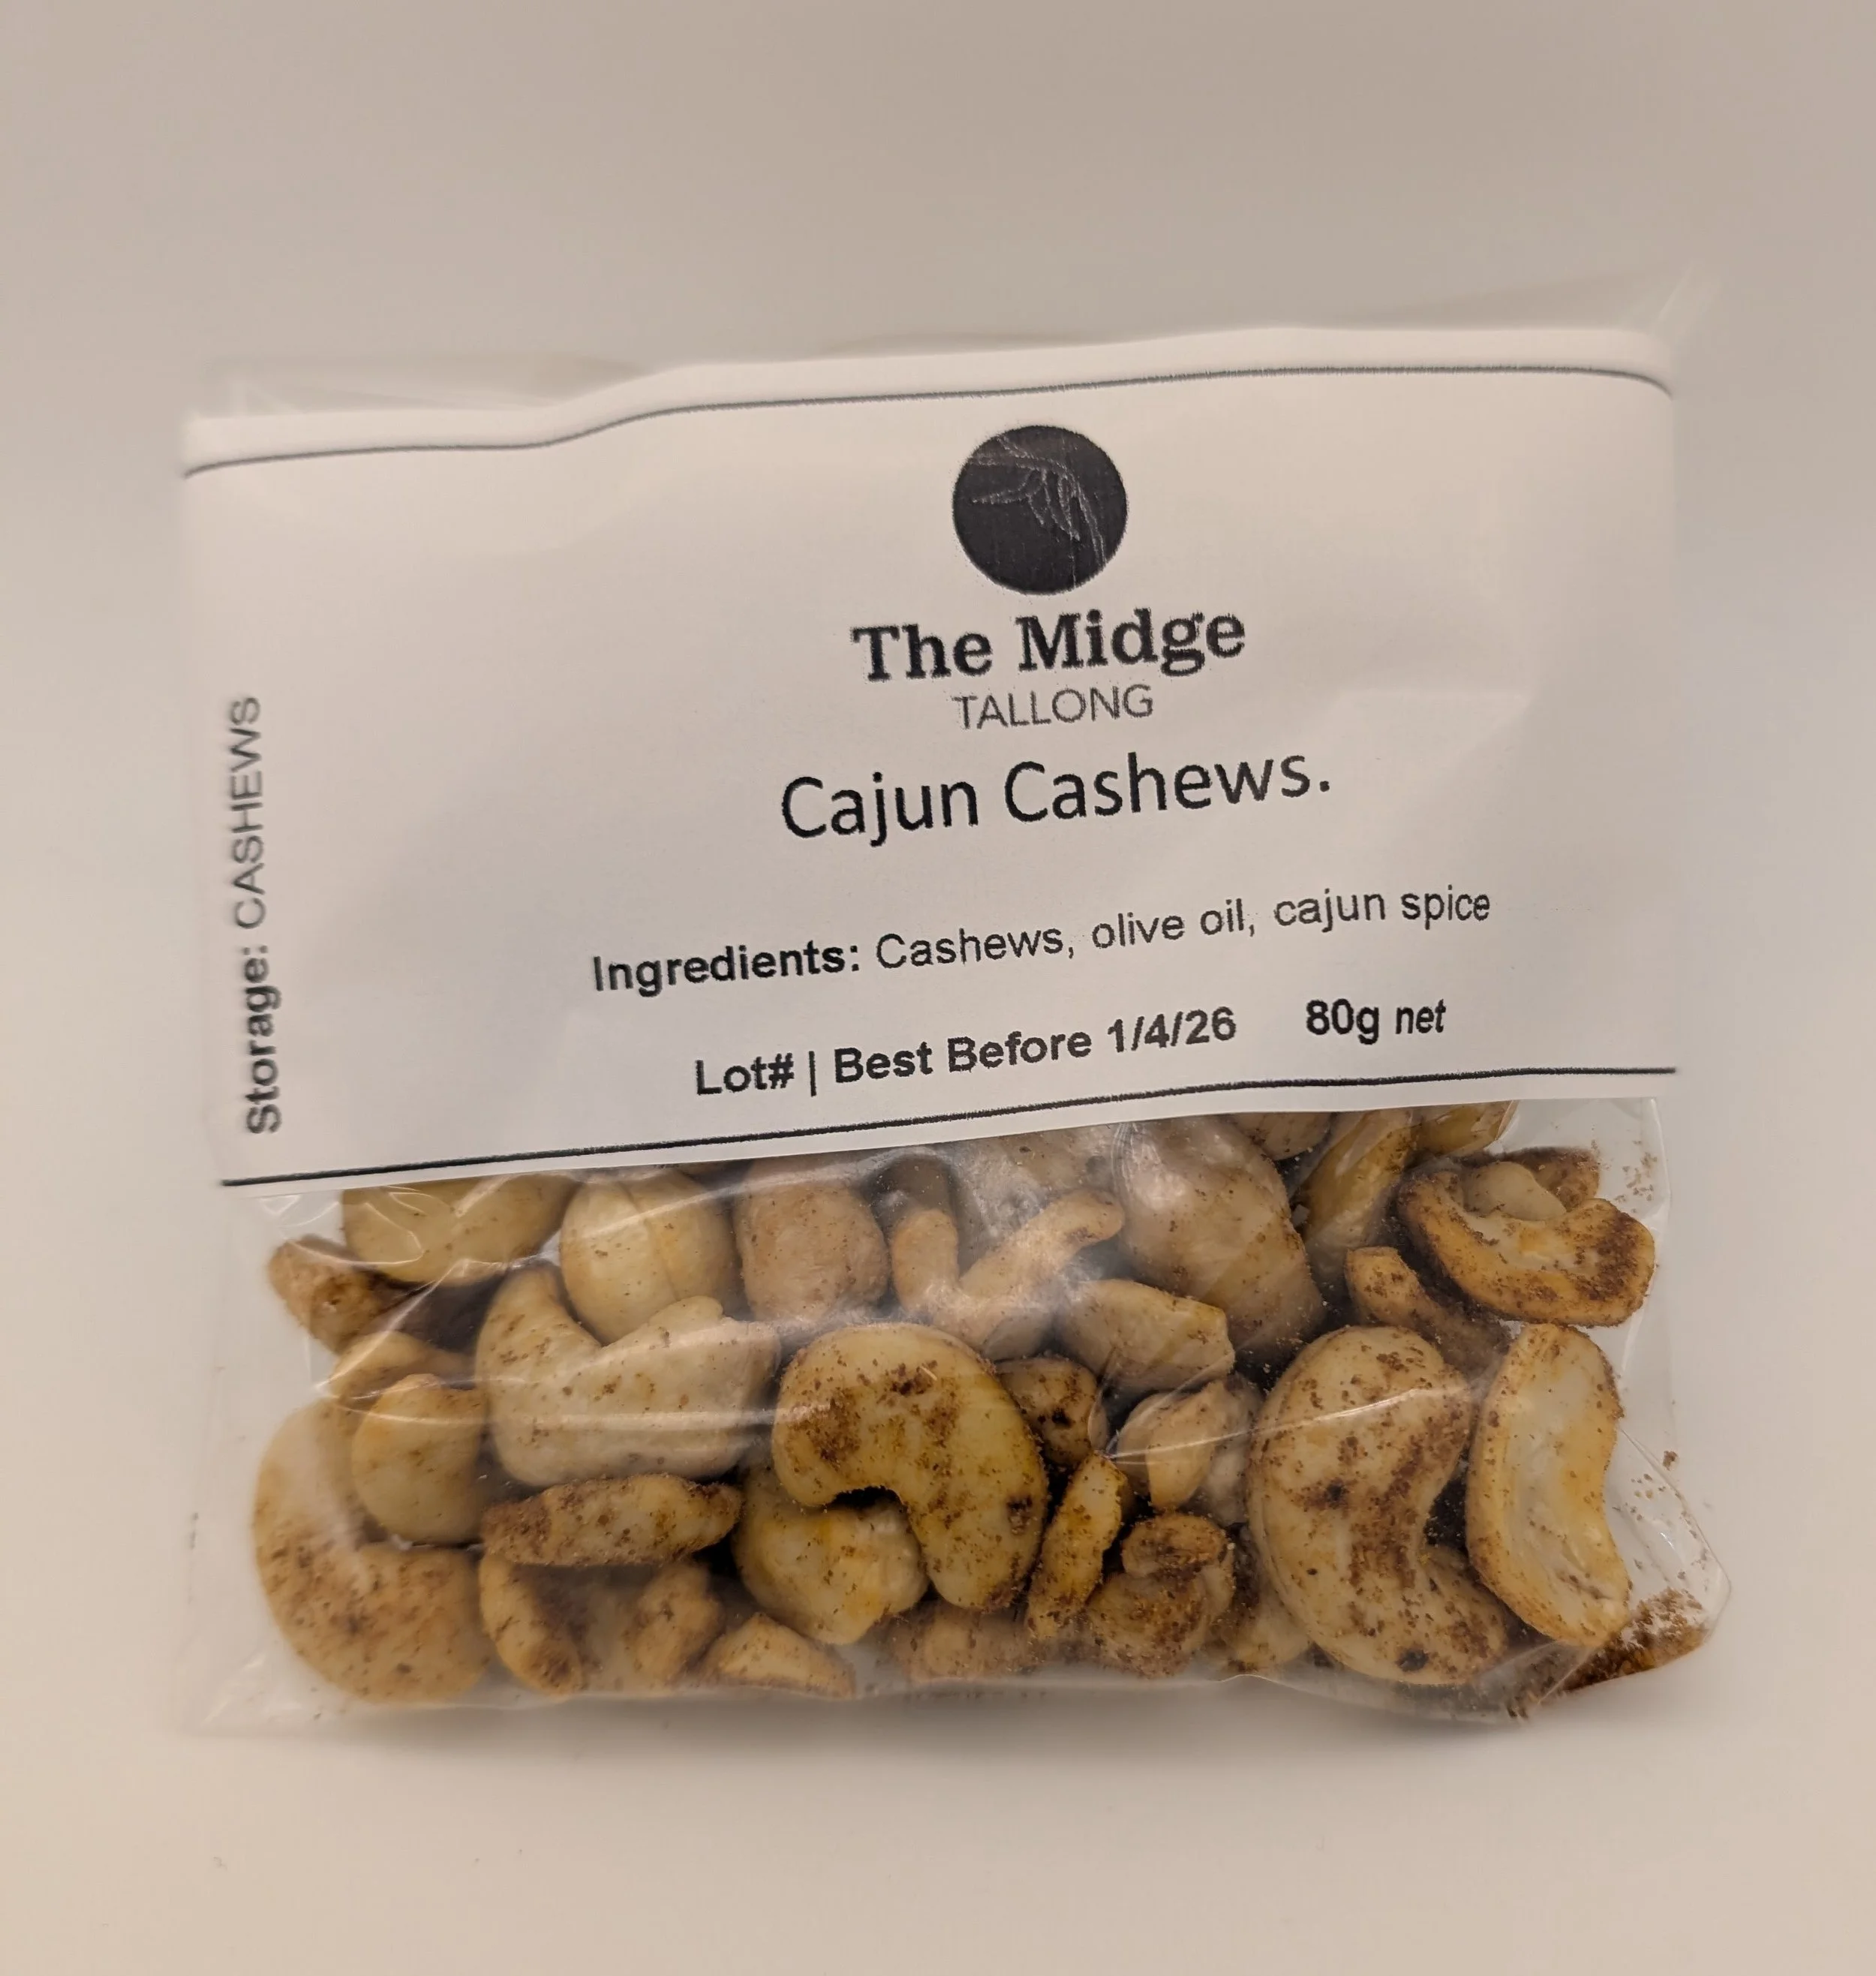 The Midge
TALLONG
Cajun Cashews.
Ingredients: Cashews, olive oil, cajun spice
Lot# | Best Before 1/4/26 80g net
Storage: CASHEWS